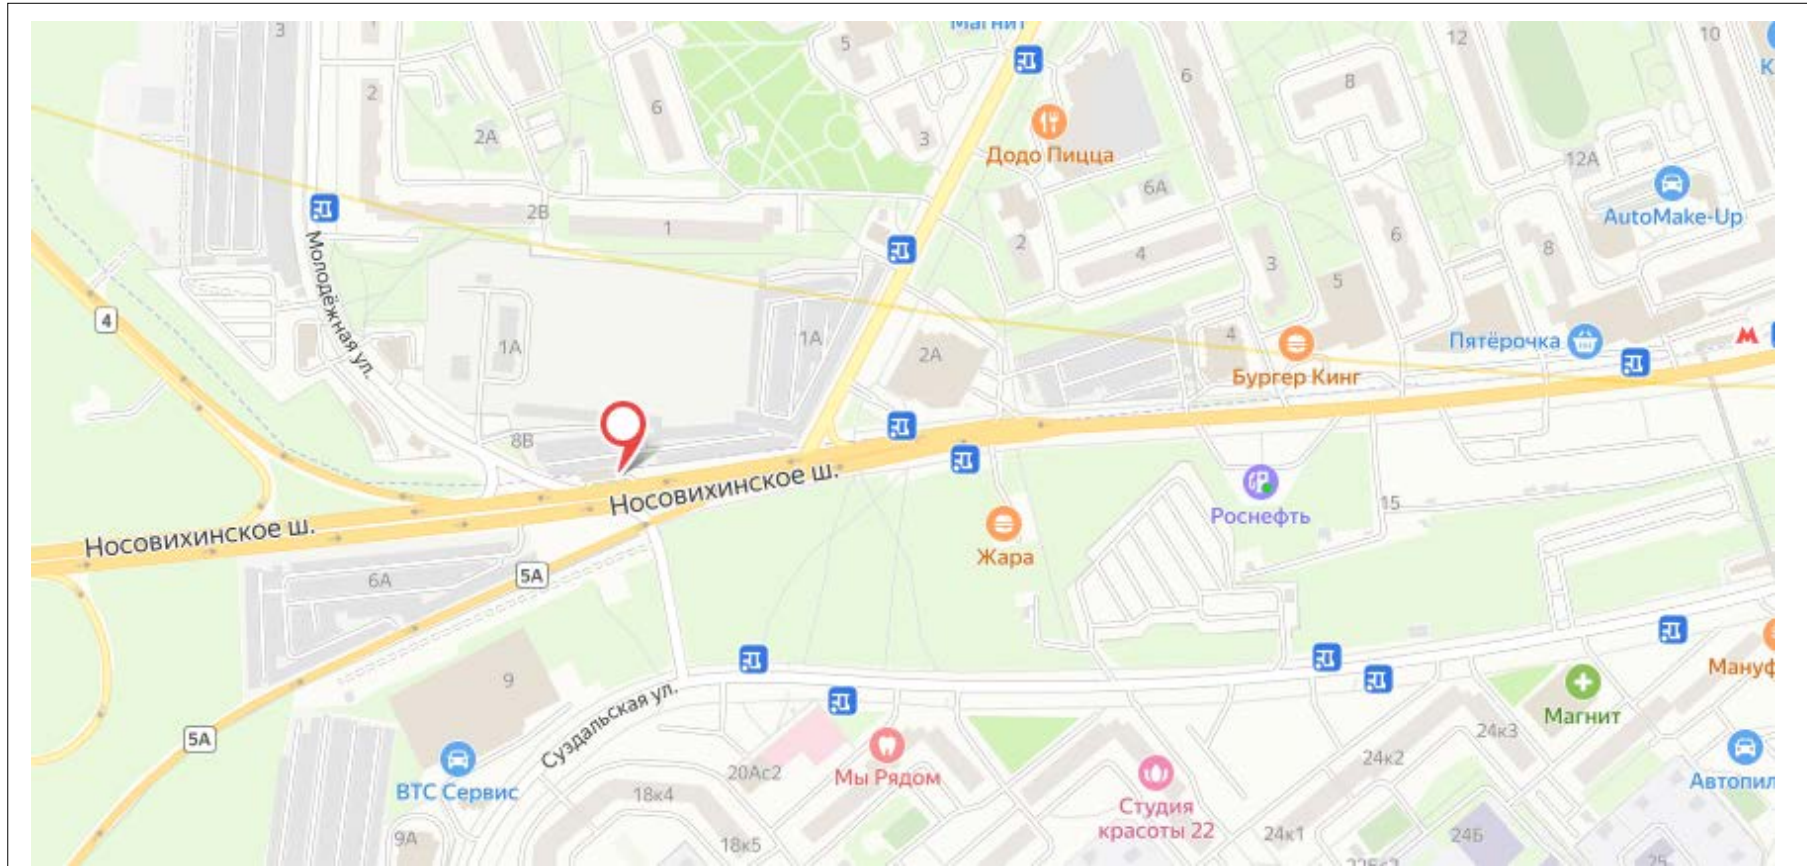 Магнит
3
1
5
12
10
К
2
6
6
8
2А
3
Додо Пицца
12А
6А
AutoMake-Up
2В
1
2
4
3
6
8
5
Молодёжная ул.
4
1А
1А
2А
4
Пятёрочка
М
Бургер Кинг
8В
Носовихинское ш.
Роснефть
15
Носовихинское ш.
Жара
6А
5А
9
Мануф
5А
Суздальская ул.
Магнит
24к3
24к2
ВТС Сервис
20Ас2
Мы Рядом
Автопил
18к4
Студия
красоты 22
9А
18к5
24к1
24Б
25